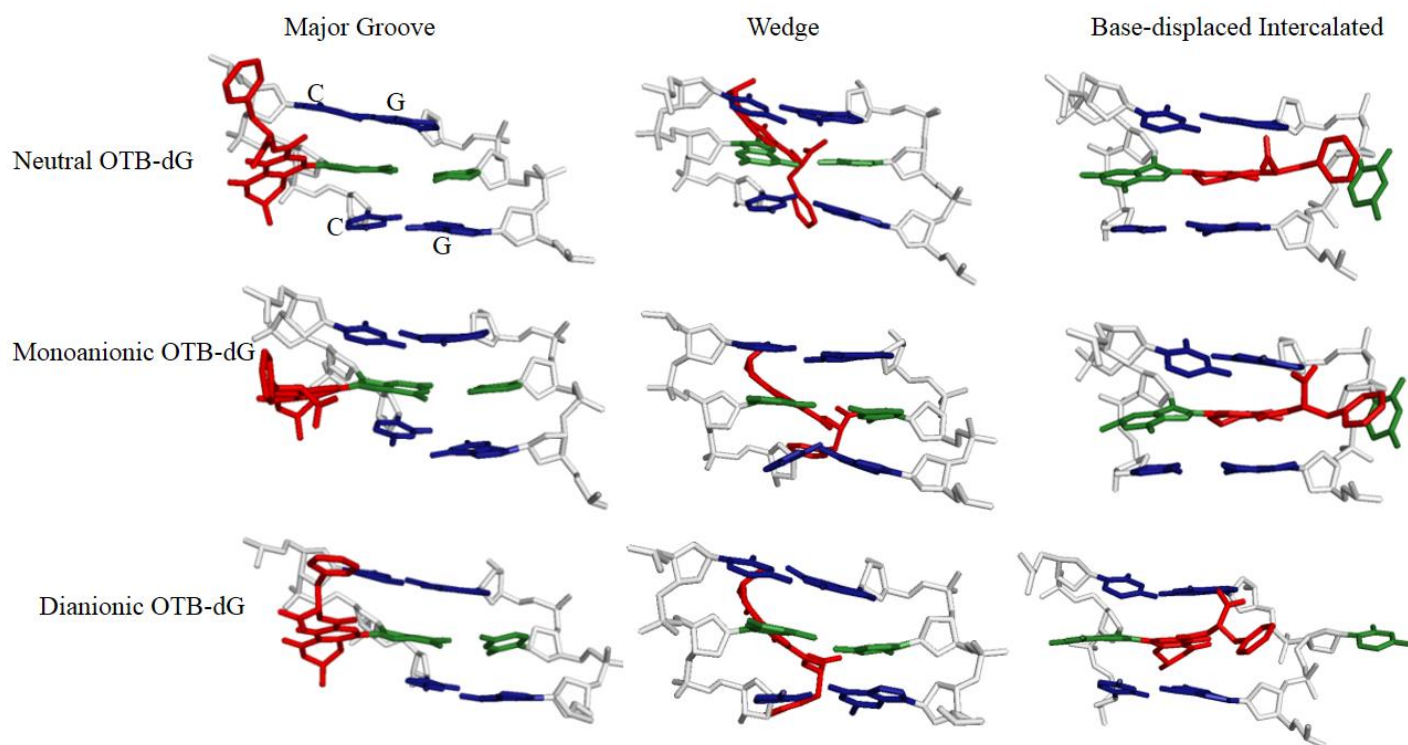 Major Groove
Wedge
Base-displaced Intercalated
Neutral OTB-dG
C
G
C
G
Monoanionic OTB-dG
Dianionic OTB-dG